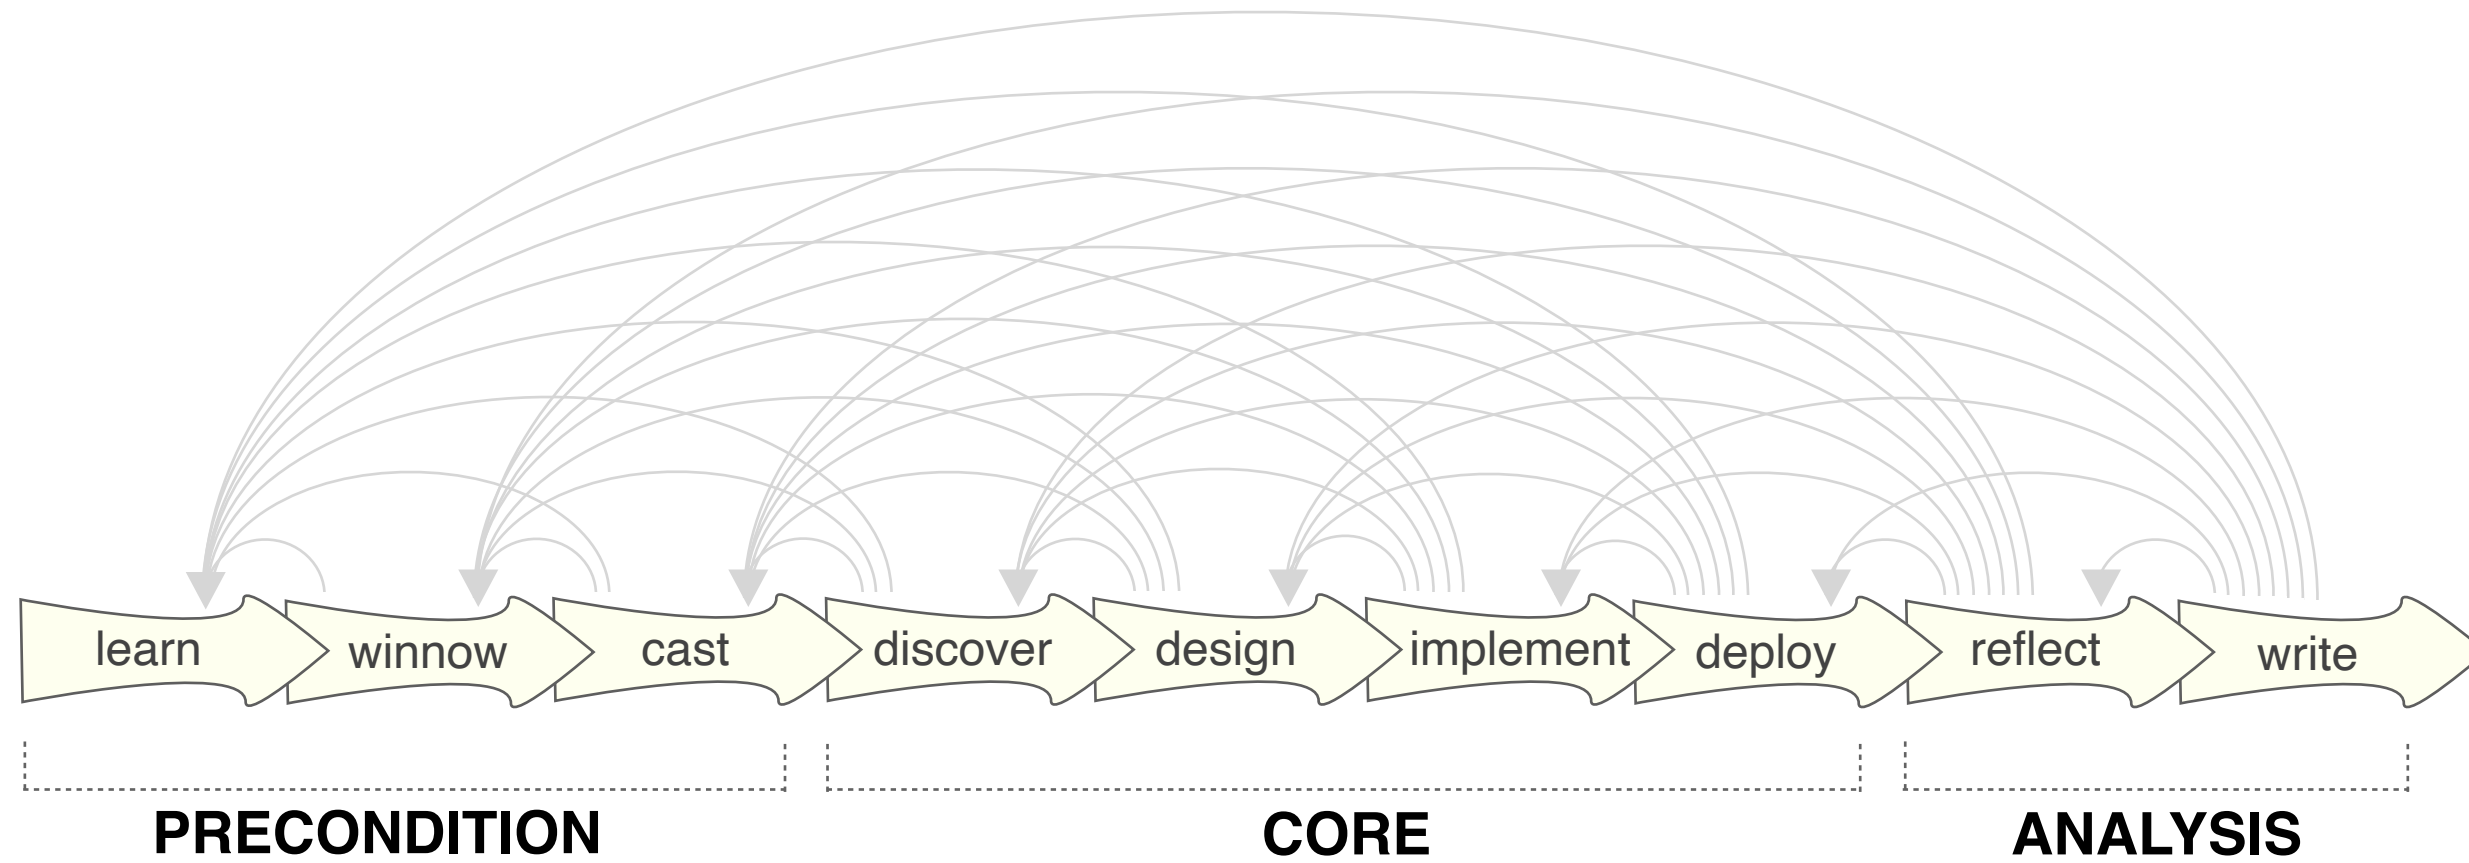 learn winnow cast discover design implement deploy reflect write
PRECONDITION CORE ANALYSIS